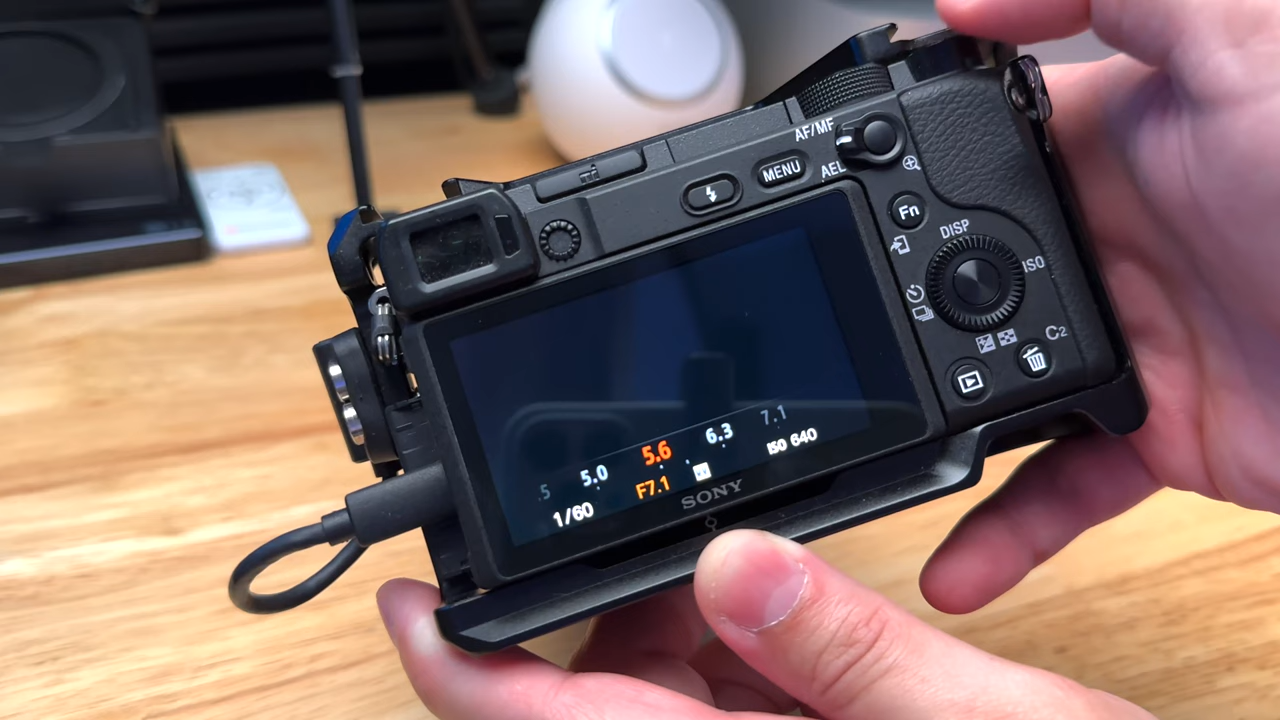 AF/MF
AEL
MENU
Fn
DISP
ISO
C2
.5 5.0 5.6 6.3 7.1
1/60 F7.1 ISO 640
SONY